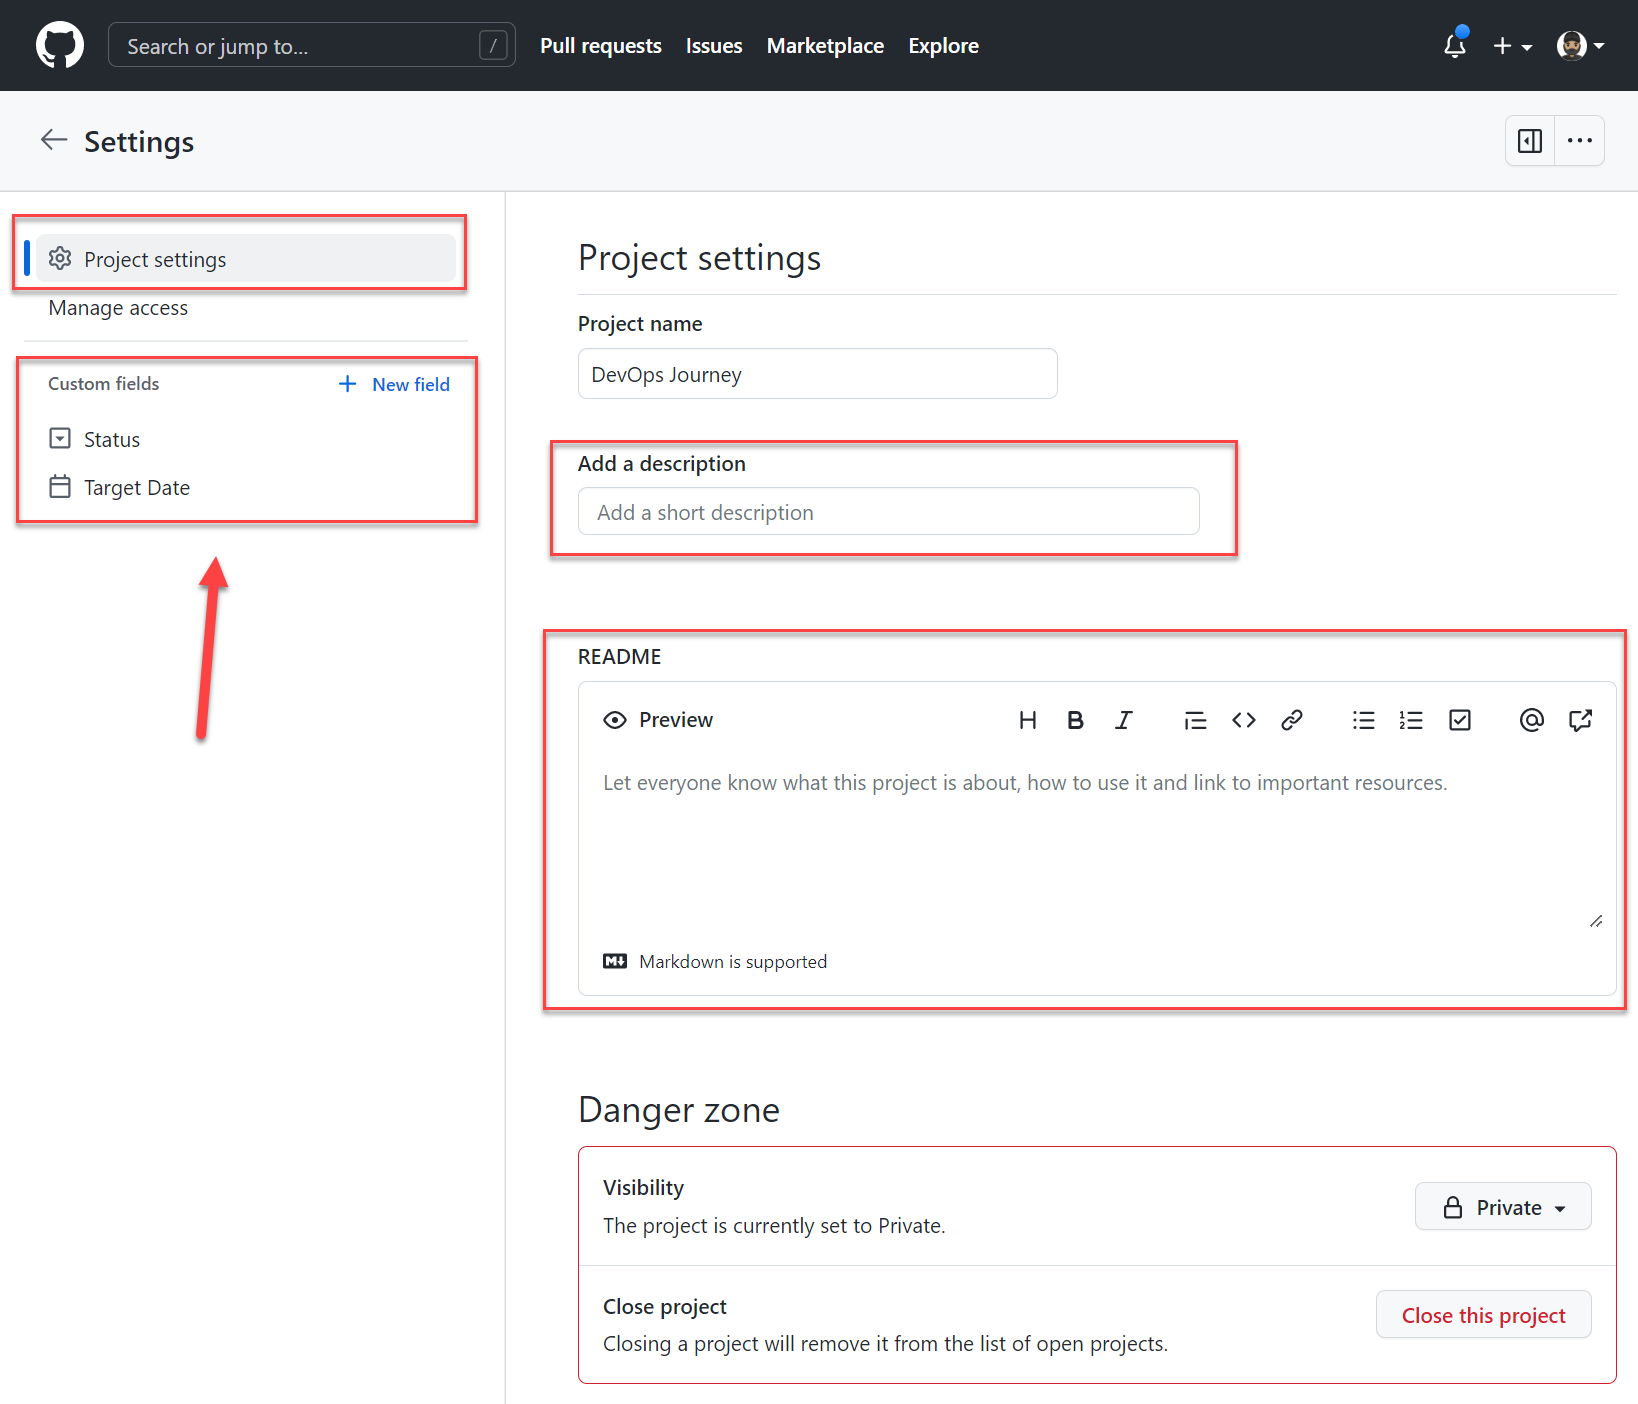 Search or jump to... /
Pull requests
Issues
Marketplace
Explore
Settings
Project settings
Manage access
Custom fields
New field
Status
Target Date
Project settings
Project name
DevOps Journey
Add a description
Add a short description
README
Preview
Let everyone know what this project is about, how to use it and link to important resources.
Markdown is supported
Danger zone
Visibility
The project is currently set to Private.
Private
Close project
Closing a project will remove it from the list of open projects.
Close this project